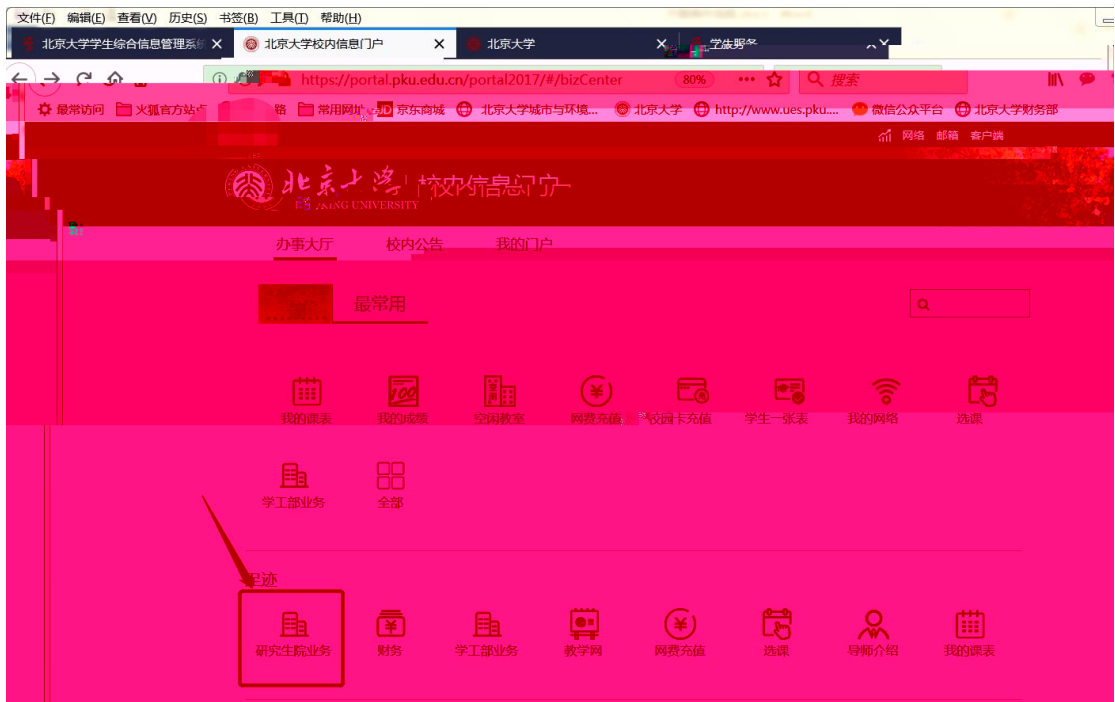 文件(F) 编辑(E) 查看(V) 历史(S) 书签(B) 工具(T) 帮助(H)
北京大学学生综合信息管理系统 北京大学校内信息门户 北京大学 学生服务
https://portal.pku.edu.cn/portal2017/#/bizCenter 80% 搜索
最常访问 火狐官方站点 常用网址 JD 京东商城 北京大学城市与环境... 北京大学 http://www.ues.pku.... 微信公众平台 北京大学财务部
网络 邮箱 客户端
北京大学 校内信息门户
UNIVERSITY
办事大厅 校内公告 我的门户
最常用
我的课表 我的成绩 空闲教室 网费充值 校园卡充值 学生一张表 我的网络 选课
学工部业务 全部
足迹
研究生院业务 财务 学工部业务 教学网 网费充值 选课 导师介绍 我的课表